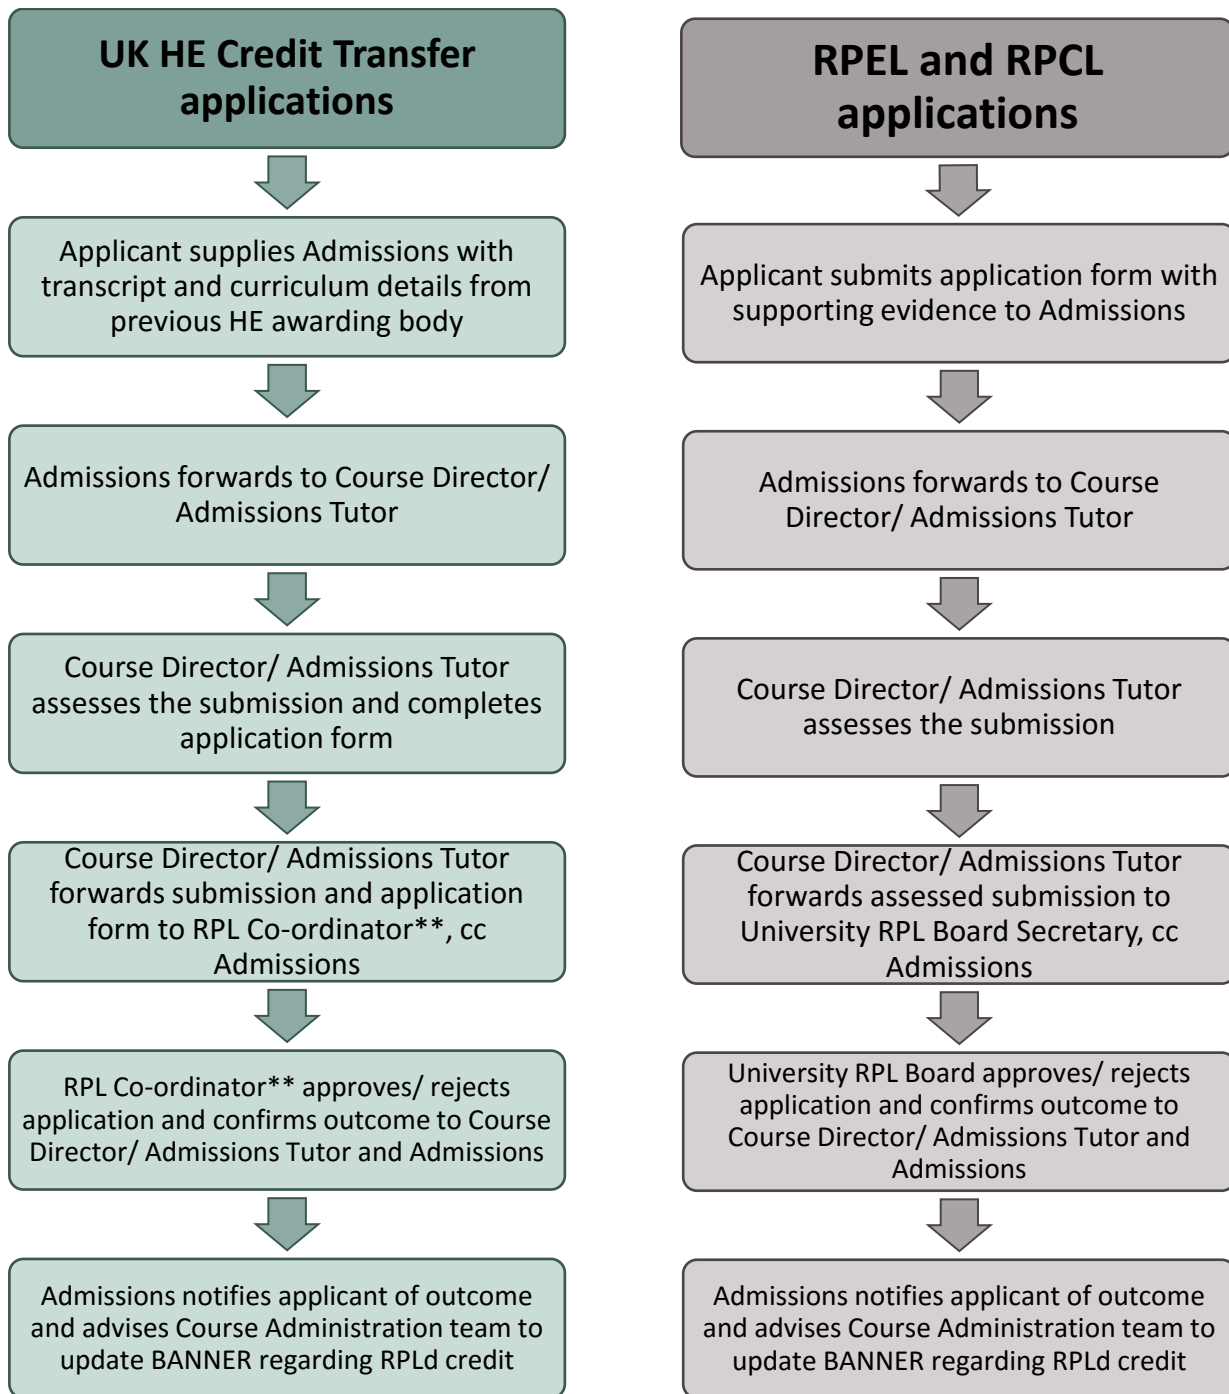 UK HE Credit Transfer
applications
Applicant supplies Admissions with
transcript and curriculum details from
previous HE awarding body
Admissions forwards to Course Director/
Admissions Tutor
Course Director/ Admissions Tutor
assesses the submission and completes
application form
Course Director/ Admissions Tutor
forwards submission and application
form to RPL Co-ordinator**, cc
Admissions
RPL Co-ordinator** approves/ rejects
application and confirms outcome to Course
Director/ Admissions Tutor and Admissions
Admissions notifies applicant of outcome
and advises Course Administration team to
update BANNER regarding RPLd credit
RPEL and RPCL
applications
Applicant submits application form with
supporting evidence to Admissions
Admissions forwards to Course
Director/ Admissions Tutor
Course Director/ Admissions Tutor
assesses the submission
Course Director/ Admissions Tutor
forwards assessed submission to
University RPL Board Secretary, cc
Admissions
University RPL Board approves/ rejects
application and confirms outcome to
Course Director/ Admissions Tutor and
Admissions
Admissions notifies applicant of outcome
and advises Course Administration team to
update BANNER regarding RPLd credit